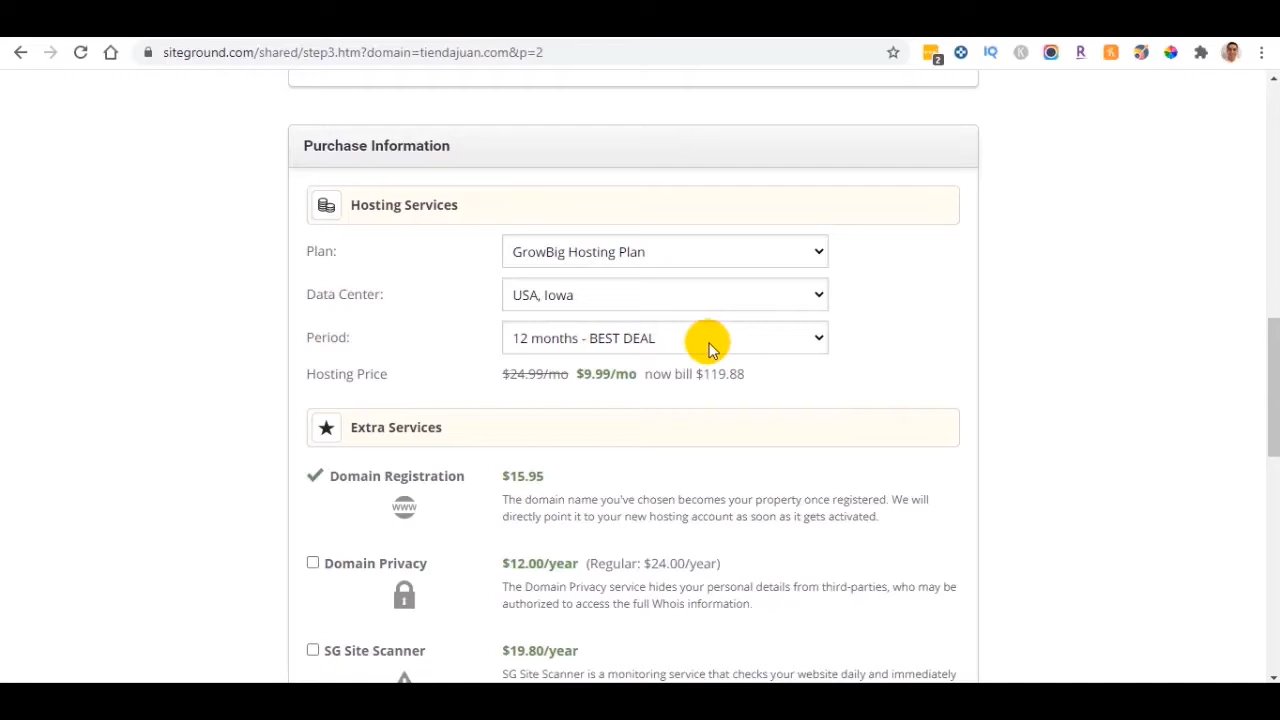 siteground.com/shared/step3.htm?domain=tiendajuan.com&p=2
2
IQ
K
R
Purchase Information
Hosting Services
Plan:
GrowBig Hosting Plan
Data Center:
USA, Iowa
Period:
12 months - BEST DEAL
Hosting Price
$24.99/mo $9.99/mo now bill $119.88
Extra Services
Domain Registration
$15.95
www
The domain name you've chosen becomes your property once registered. We will
directly point it to your new hosting account as soon as it gets activated.
Domain Privacy
$12.00/year (Regular: $24.00/year)
The Domain Privacy service hides your personal details from third-parties, who may be
authorized to access the full Whois information.
SG Site Scanner
$19.80/year
SG Site Scanner is a monitoring service that checks your website daily and immediately